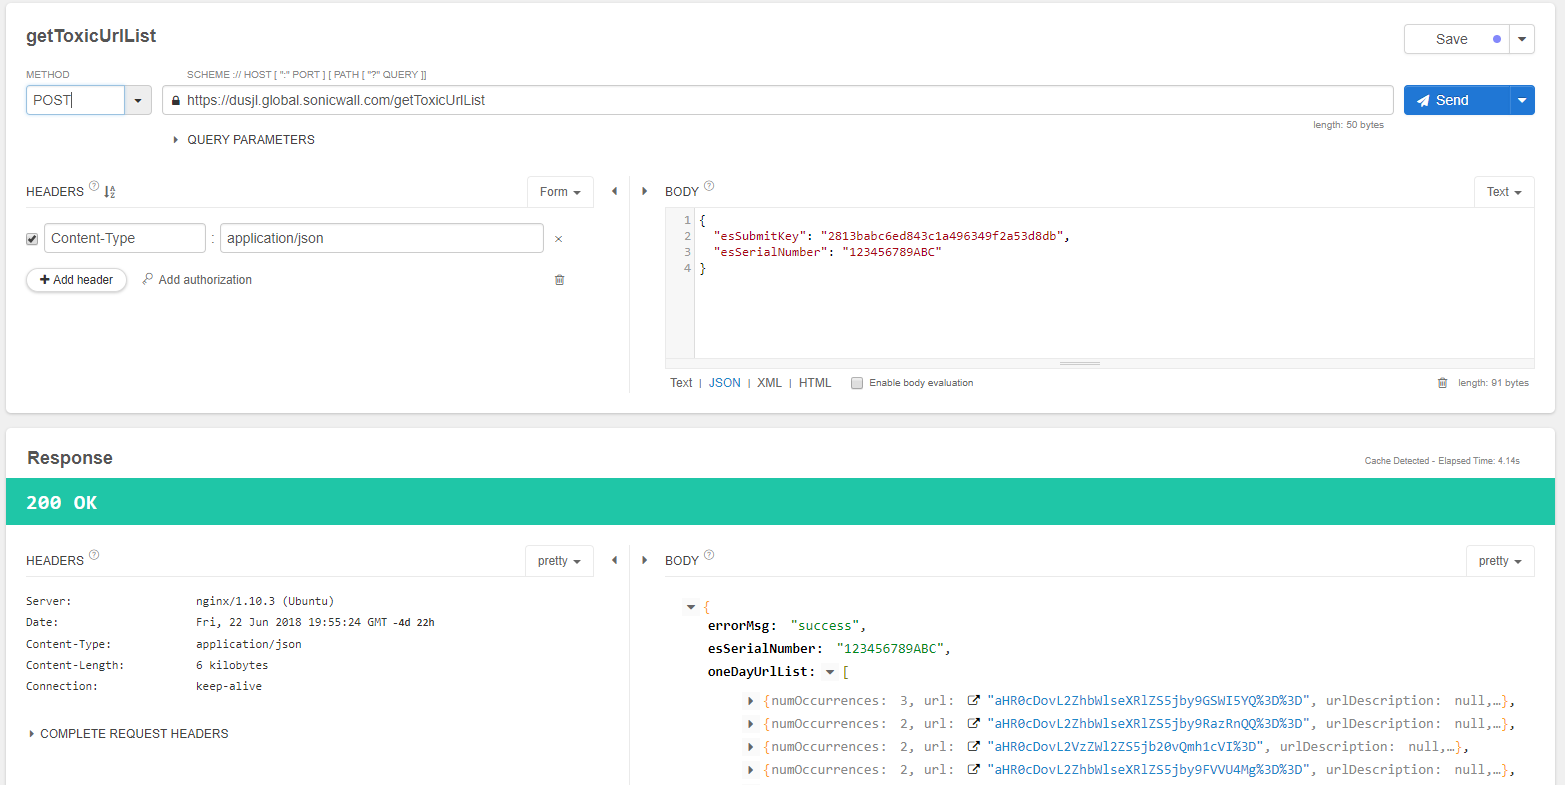 getToxicUrlList
Save
METHOD
SCHEME :// HOST [ ":" PORT ] [ PATH [ "?" QUERY ]]
POST
https://dusjl.global.sonicwall.com/getToxicUrlList
Send
length: 50 bytes
QUERY PARAMETERS
HEADERS ?
Form
BODY ?
Text
Content-Type : application/json ×
+ Add header
Add authorization
1 {
2 "esSubmitKey": "2813babc6ed843c1a496349f2a53d8db",
3 "esSerialNumber": "123456789ABC"
4 }
Text | JSON | XML | HTML
Enable body evaluation
length: 91 bytes
Response
Cache Detected - Elapsed Time: 4.14s
200 OK
HEADERS ?
pretty
BODY ?
pretty
Server: nginx/1.10.3 (Ubuntu)
Date: Fri, 22 Jun 2018 19:55:24 GMT -4d 22h
Content-Type: application/json
Content-Length: 6 kilobytes
Connection: keep-alive
COMPLETE REQUEST HEADERS
{
errorMsg: "success",
esSerialNumber: "123456789ABC",
oneDayUrlList: [
{numOccurrences: 3, url: "aHR0cDovL2ZhbWlseXRlZS5jby9GSWI5YQ%3D%3D", urlDescription: null,…},
{numOccurrences: 2, url: "aHR0cDovL2ZhbWlseXRlZS5jby9RazRnQQ%3D%3D", urlDescription: null,…},
{numOccurrences: 2, url: "aHR0cDovL2VzZWl2ZS5jb20vQmh1cVI%3D", urlDescription: null,…},
{numOccurrences: 2, url: "aHR0cDovL2ZhbWlseXRlZS5jby9FVVU4Mg%3D%3D", urlDescription: null,…},